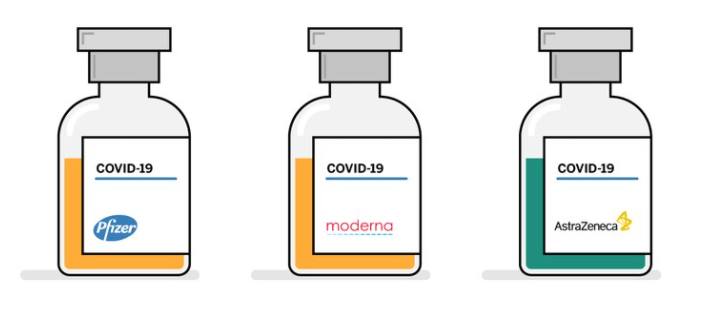 COVID-19
Pfizer
COVID-19
moderna
COVID-19
AstraZeneca